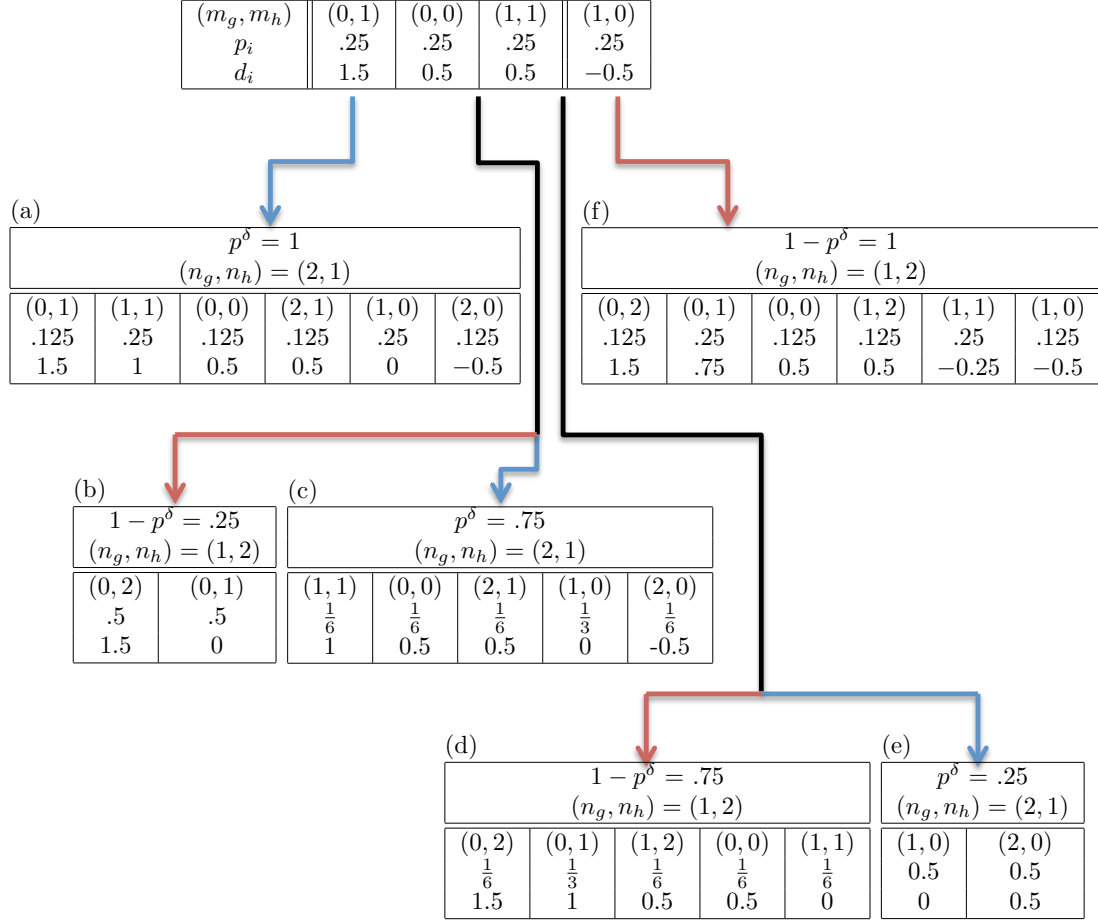 (m_g, m_h) (0, 1) (0, 0) (1, 1) (1, 0)
p_i .25 .25 .25 .25
d_i 1.5 0.5 0.5 −0.5
(a)
p^δ = 1
(n_g, n_h) = (2, 1)
(0, 1) (1, 1) (0, 0) (2, 1) (1, 0) (2, 0)
.125 .25 .125 .125 .25 .125
1.5 1 0.5 0.5 0 −0.5
(f)
1 − p^δ = 1
(n_g, n_h) = (1, 2)
(0, 2) (0, 1) (0, 0) (1, 2) (1, 1) (1, 0)
.125 .25 .125 .125 .25 .125
1.5 .75 0.5 0.5 −0.25 −0.5
(b)
1 − p^δ = .25
(n_g, n_h) = (1, 2)
(0, 2) (0, 1)
.5 .5
1.5 0
(c)
p^δ = .75
(n_g, n_h) = (2, 1)
(1, 1) (0, 0) (2, 1) (1, 0) (2, 0)
1/6 1/6 1/6 1/3 1/6
1 0.5 0.5 0 -0.5
(d)
1 − p^δ = .75
(n_g, n_h) = (1, 2)
(0, 2) (0, 1) (1, 2) (0, 0) (1, 1)
1/6 1/3 1/6 1/6 1/6
1.5 1 0.5 0.5 0
(e)
p^δ = .25
(n_g, n_h) = (2, 1)
(1, 0) (2, 0)
0.5 0.5
0 0.5